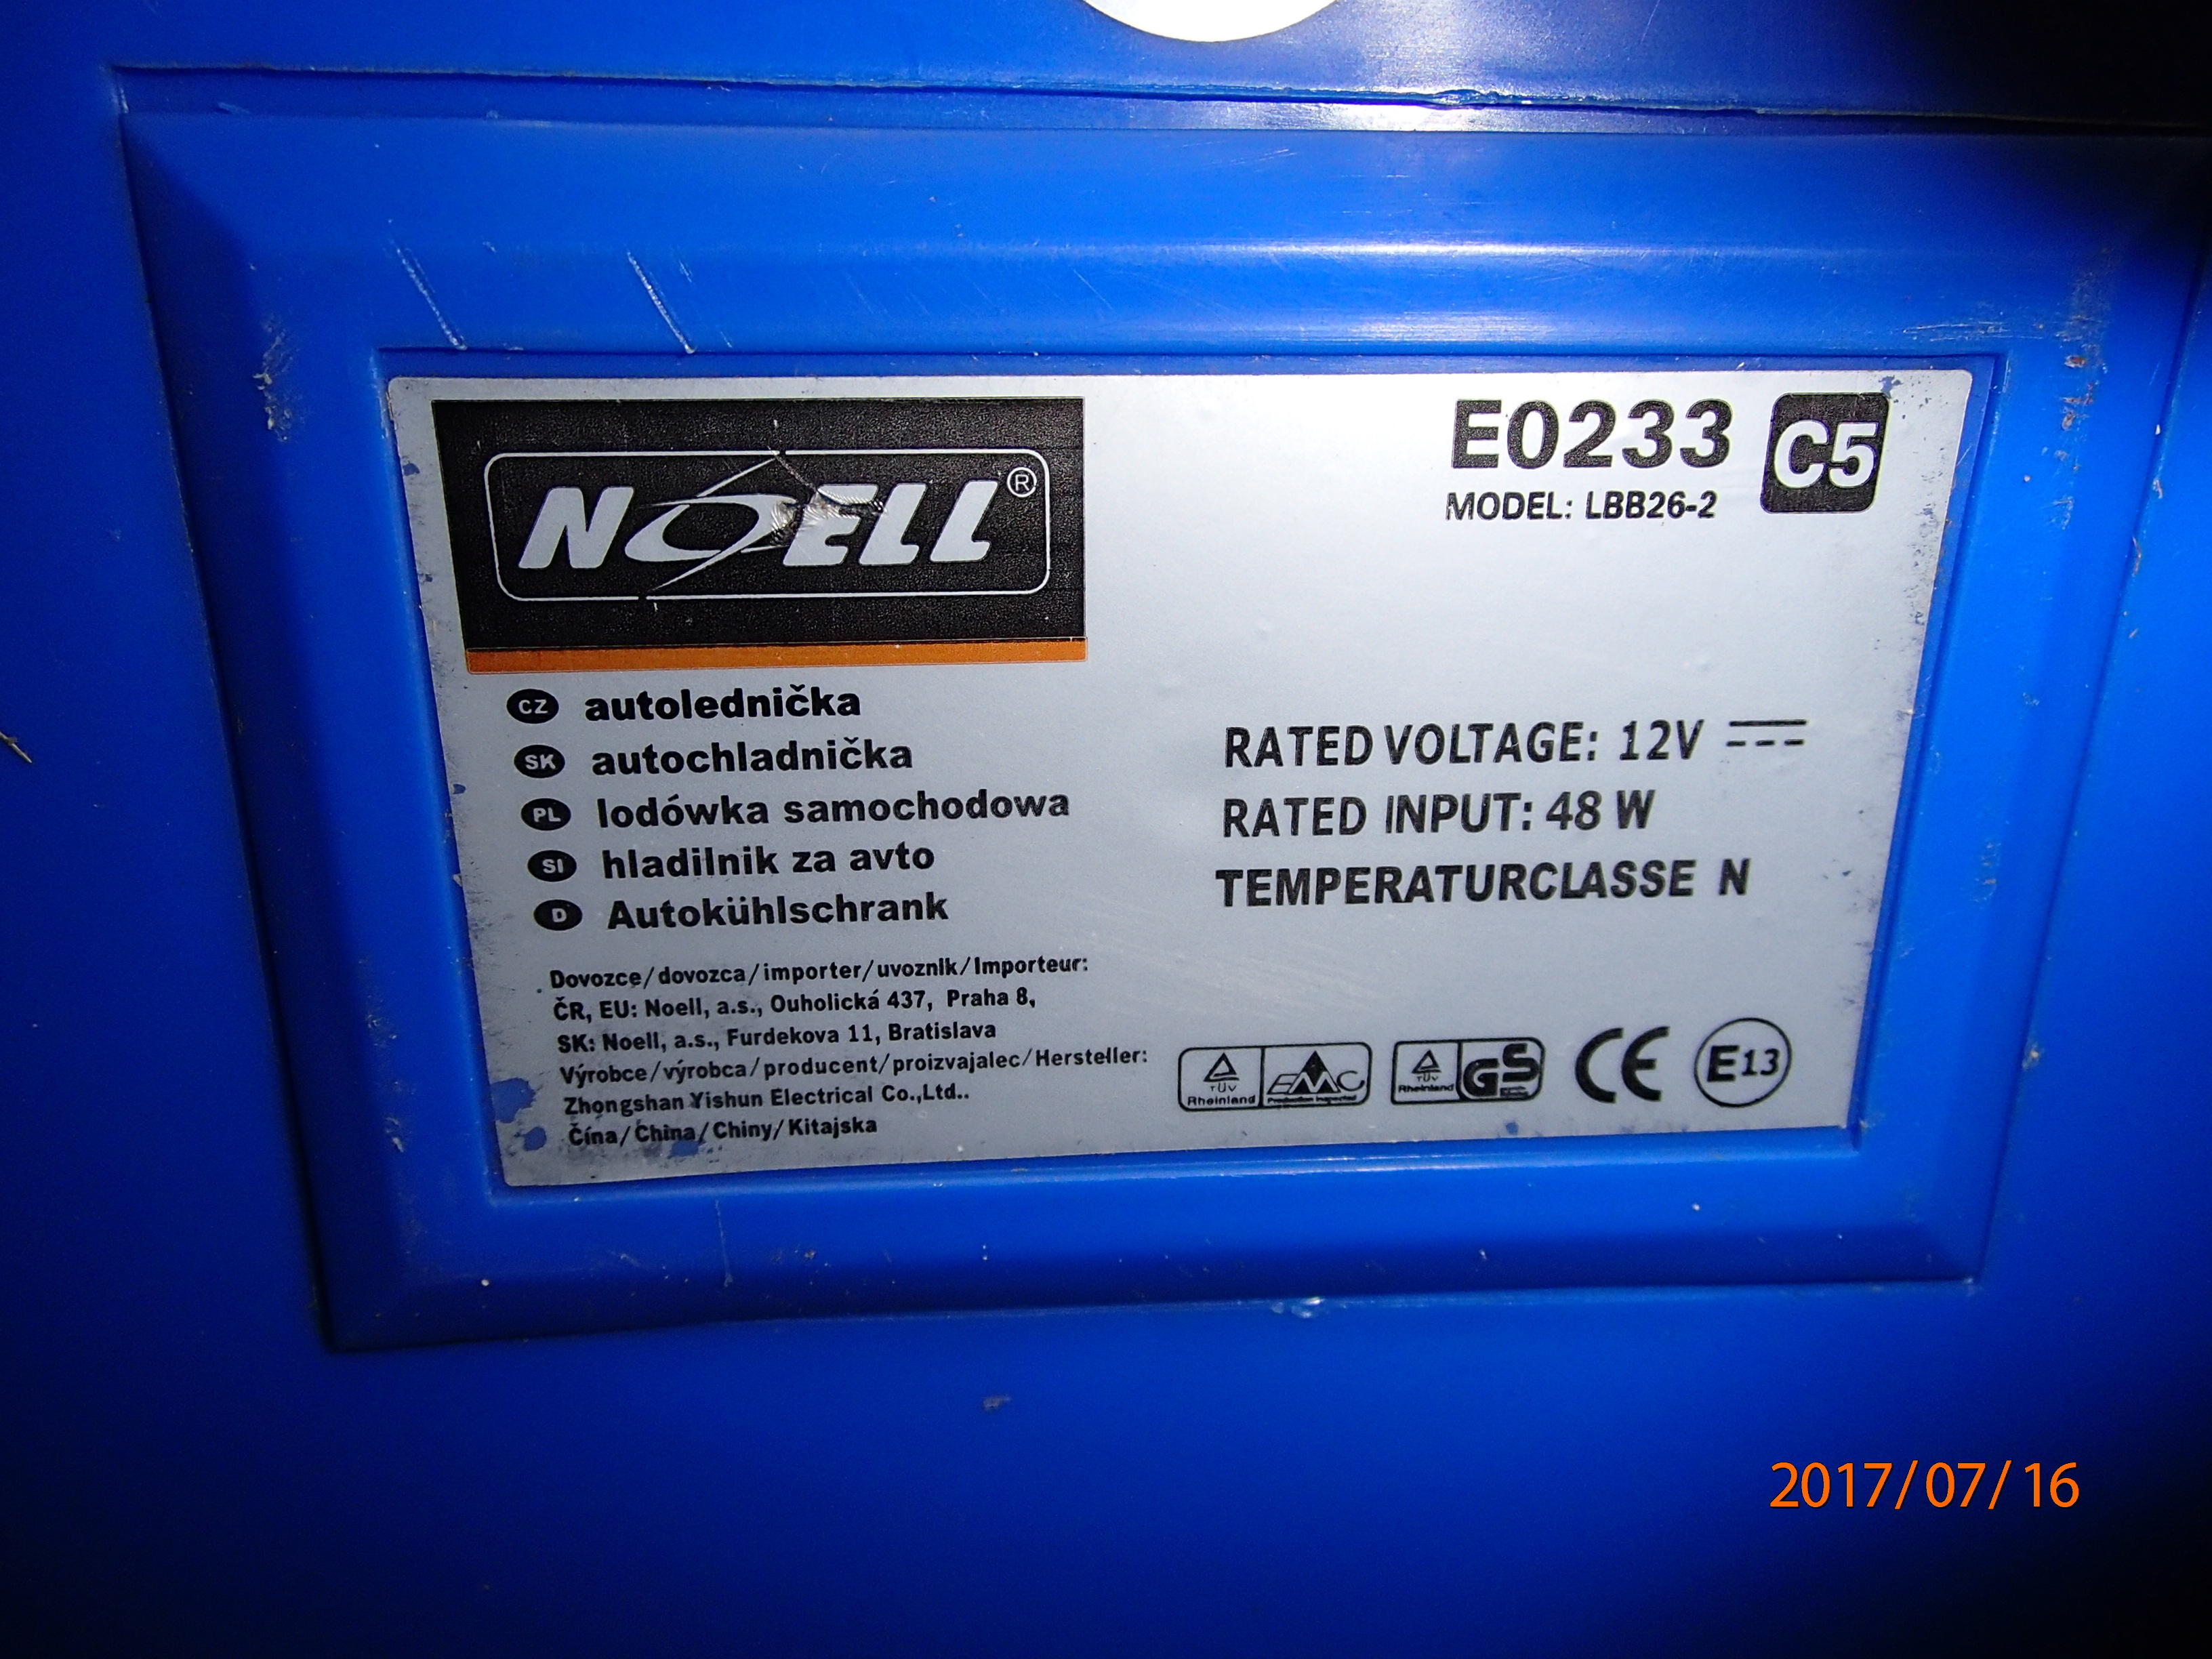 NOELL®
E0233 C5
MODEL: LBB26-2
CZ autolednička
SK autochladnička
PL lodówka samochodowa
SI hladilnik za avto
D Autokühlschrank
RATED VOLTAGE: 12V
RATED INPUT: 48 W
TEMPERATURCLASSE N
Dovozce/dovozca/importer/uvoznik/Importeur:
ČR, EU: Noell, a.s., Ouholická 437, Praha 8,
SK: Noell, a.s., Furdekova 11, Bratislava
Výrobce/výrobca/producent/proizvajalec/Hersteller:
Zhongshan Yishun Electrical Co.,Ltd..
Čína/China/Chiny/Kitajska
TÜV Rheinland EMC Production Inspected
TÜV Rheinland GS
CE
E13
2017/07/16